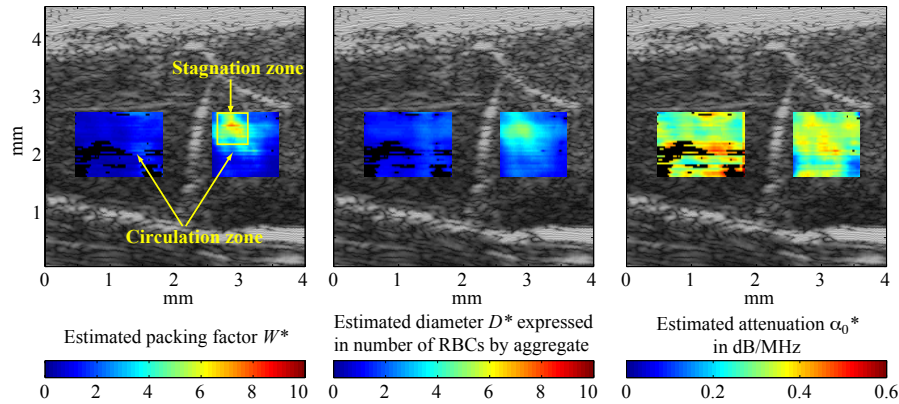 4
3
2
1
mm
Stagnation zone
Circulation zone
0 1 2 3 4
mm
0 1 2 3 4
mm
0 1 2 3 4
mm
Estimated packing factor W*
0 2 4 6 8 10
Estimated diameter D* expressed
in number of RBCs by aggregate
0 2 4 6 8 10
Estimated attenuation α₀*
in dB/MHz
0 0.2 0.4 0.6